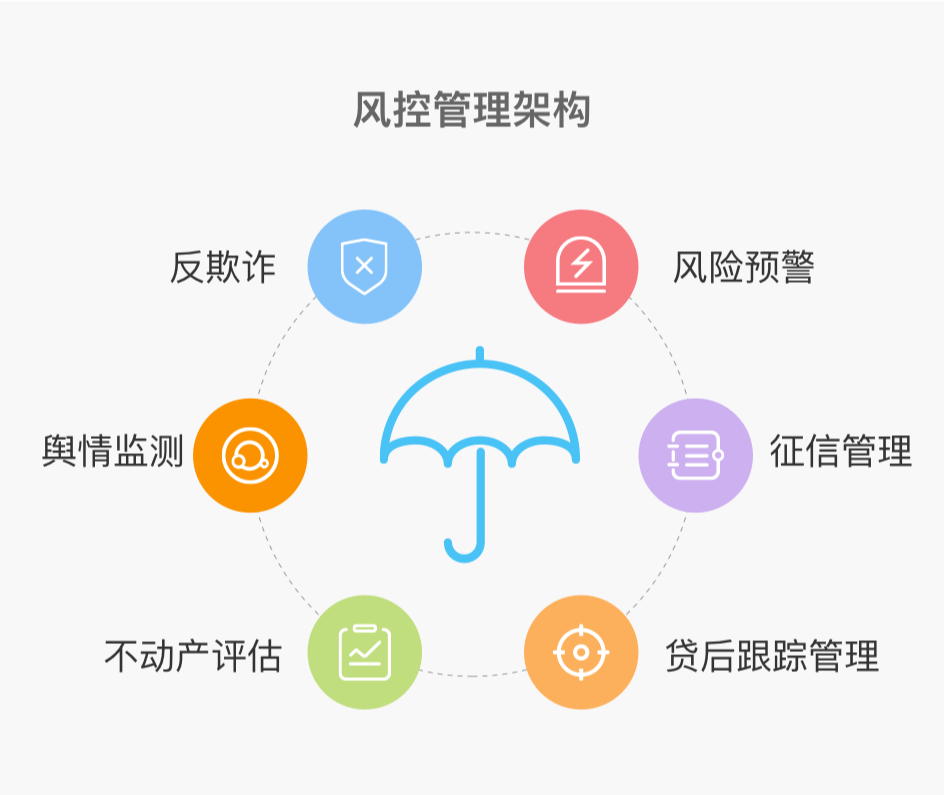 风控管理架构
反欺诈
风险预警
舆情监测
征信管理
不动产评估
贷后跟踪管理